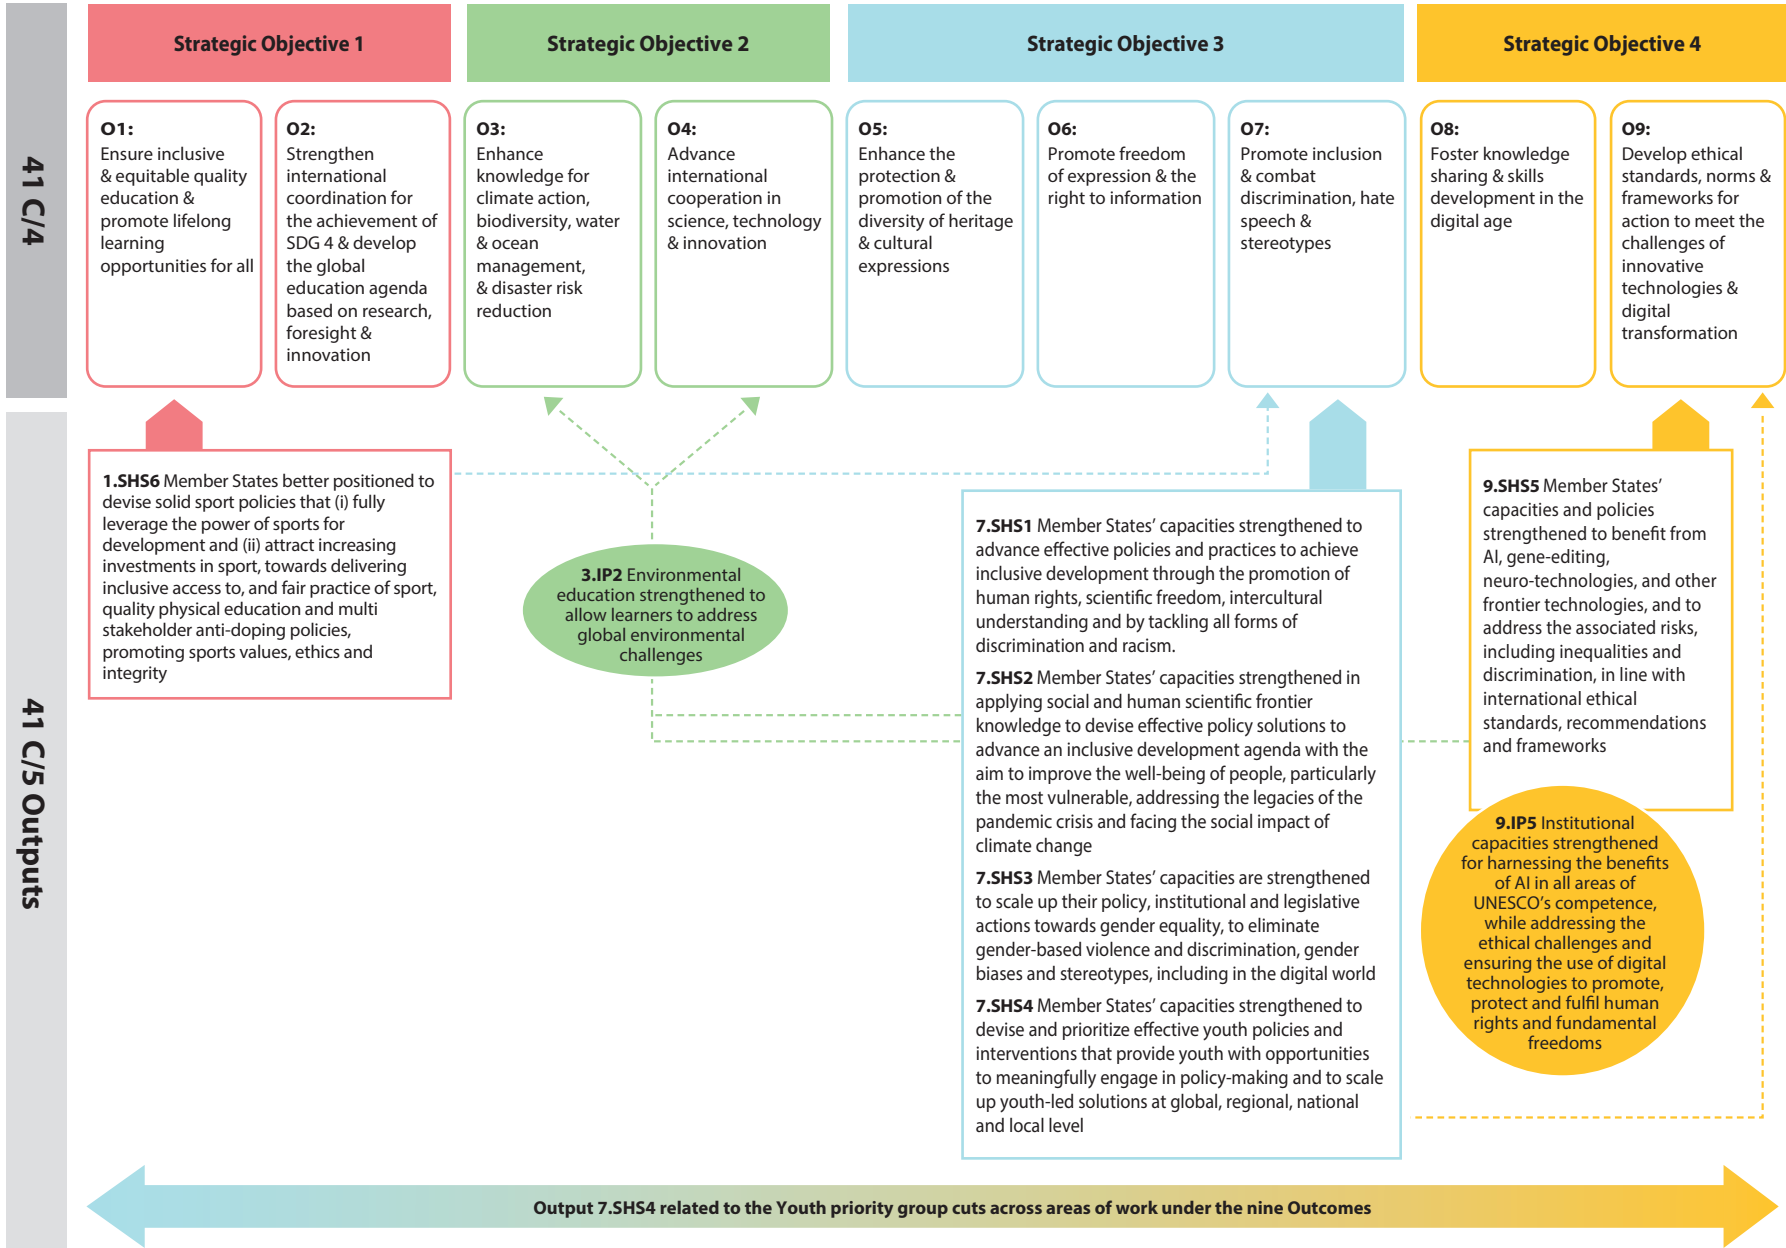 41 C/4
Strategic Objective 1
Strategic Objective 2
Strategic Objective 3
Strategic Objective 4
O1:
Ensure inclusive
& equitable quality
education &
promote lifelong
learning
opportunities for all
O2:
Strengthen
international
coordination for
the achievement of
SDG 4 & develop
the global
education agenda
based on research,
foresight &
innovation
O3:
Enhance
knowledge for
climate action,
biodiversity, water
& ocean
management,
& disaster risk
reduction
O4:
Advance
international
cooperation in
science, technology
& innovation
O5:
Enhance the
protection &
promotion of the
diversity of heritage
& cultural
expressions
O6:
Promote freedom
of expression & the
right to information
O7:
Promote inclusion
& combat
discrimination, hate
speech &
stereotypes
O8:
Foster knowledge
sharing & skills
development in the
digital age
O9:
Develop ethical
standards, norms &
frameworks for
action to meet the
challenges of
innovative
technologies &
digital
transformation
41 C/5 Outputs
1.SHS6 Member States better positioned to
devise solid sport policies that (i) fully
leverage the power of sports for
development and (ii) attract increasing
investments in sport, towards delivering
inclusive access to, and fair practice of sport,
quality physical education and multi
stakeholder anti-doping policies,
promoting sports values, ethics and
integrity
3.IP2 Environmental
education strengthened to
allow learners to address
global environmental
challenges
7.SHS1 Member States’ capacities strengthened to
advance effective policies and practices to achieve
inclusive development through the promotion of
human rights, scientific freedom, intercultural
understanding and by tackling all forms of
discrimination and racism.
7.SHS2 Member States’ capacities strengthened in
applying social and human scientific frontier
knowledge to devise effective policy solutions to
advance an inclusive development agenda with the
aim to improve the well-being of people, particularly
the most vulnerable, addressing the legacies of the
pandemic crisis and facing the social impact of
climate change
7.SHS3 Member States’ capacities are strengthened
to scale up their policy, institutional and legislative
actions towards gender equality, to eliminate
gender-based violence and discrimination, gender
biases and stereotypes, including in the digital world
7.SHS4 Member States’ capacities strengthened to
devise and prioritize effective youth policies and
interventions that provide youth with opportunities
to meaningfully engage in policy-making and to scale
up youth-led solutions at global, regional, national
and local level
9.SHS5 Member States’
capacities and policies
strengthened to benefit from
AI, gene-editing,
neuro-technologies, and other
frontier technologies, and to
address the associated risks,
including inequalities and
discrimination, in line with
international ethical
standards, recommendations
and frameworks
9.IP5 Institutional
capacities strengthened
for harnessing the benefits
of AI in all areas of
UNESCO’s competence,
while addressing the
ethical challenges and
ensuring the use of digital
technologies to promote,
protect and fulfil human
rights and fundamental
freedoms
Output 7.SHS4 related to the Youth priority group cuts across areas of work under the nine Outcomes